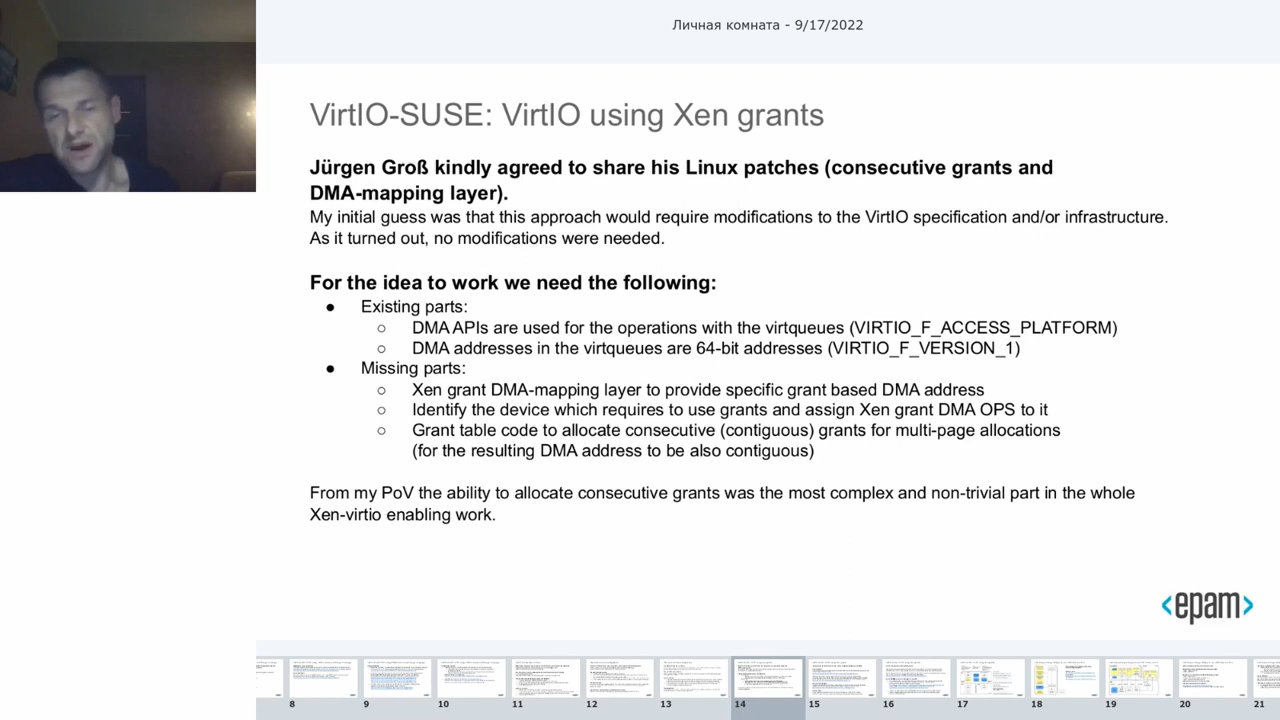 Личная комната - 9/17/2022
VirtIO-SUSE: VirtIO using Xen grants
Jürgen Groß kindly agreed to share his Linux patches (consecutive grants and
DMA-mapping layer).
My initial guess was that this approach would require modifications to the VirtIO specification and/or infrastructure.
As it turned out, no modifications were needed.
For the idea to work we need the following:
● Existing parts:
○ DMA APIs are used for the operations with the virtqueues (VIRTIO_F_ACCESS_PLATFORM)
○ DMA addresses in the virtqueues are 64-bit addresses (VIRTIO_F_VERSION_1)
● Missing parts:
○ Xen grant DMA-mapping layer to provide specific grant based DMA address
○ Identify the device which requires to use grants and assign Xen grant DMA OPS to it
○ Grant table code to allocate consecutive (contiguous) grants for multi-page allocations
(for the resulting DMA address to be also contiguous)
From my PoV the ability to allocate consecutive grants was the most complex and non-trivial part in the whole
Xen-virtio enabling work.
<epam>
8 9 10 11 12 13 14 15 16 17 18 19 20 21